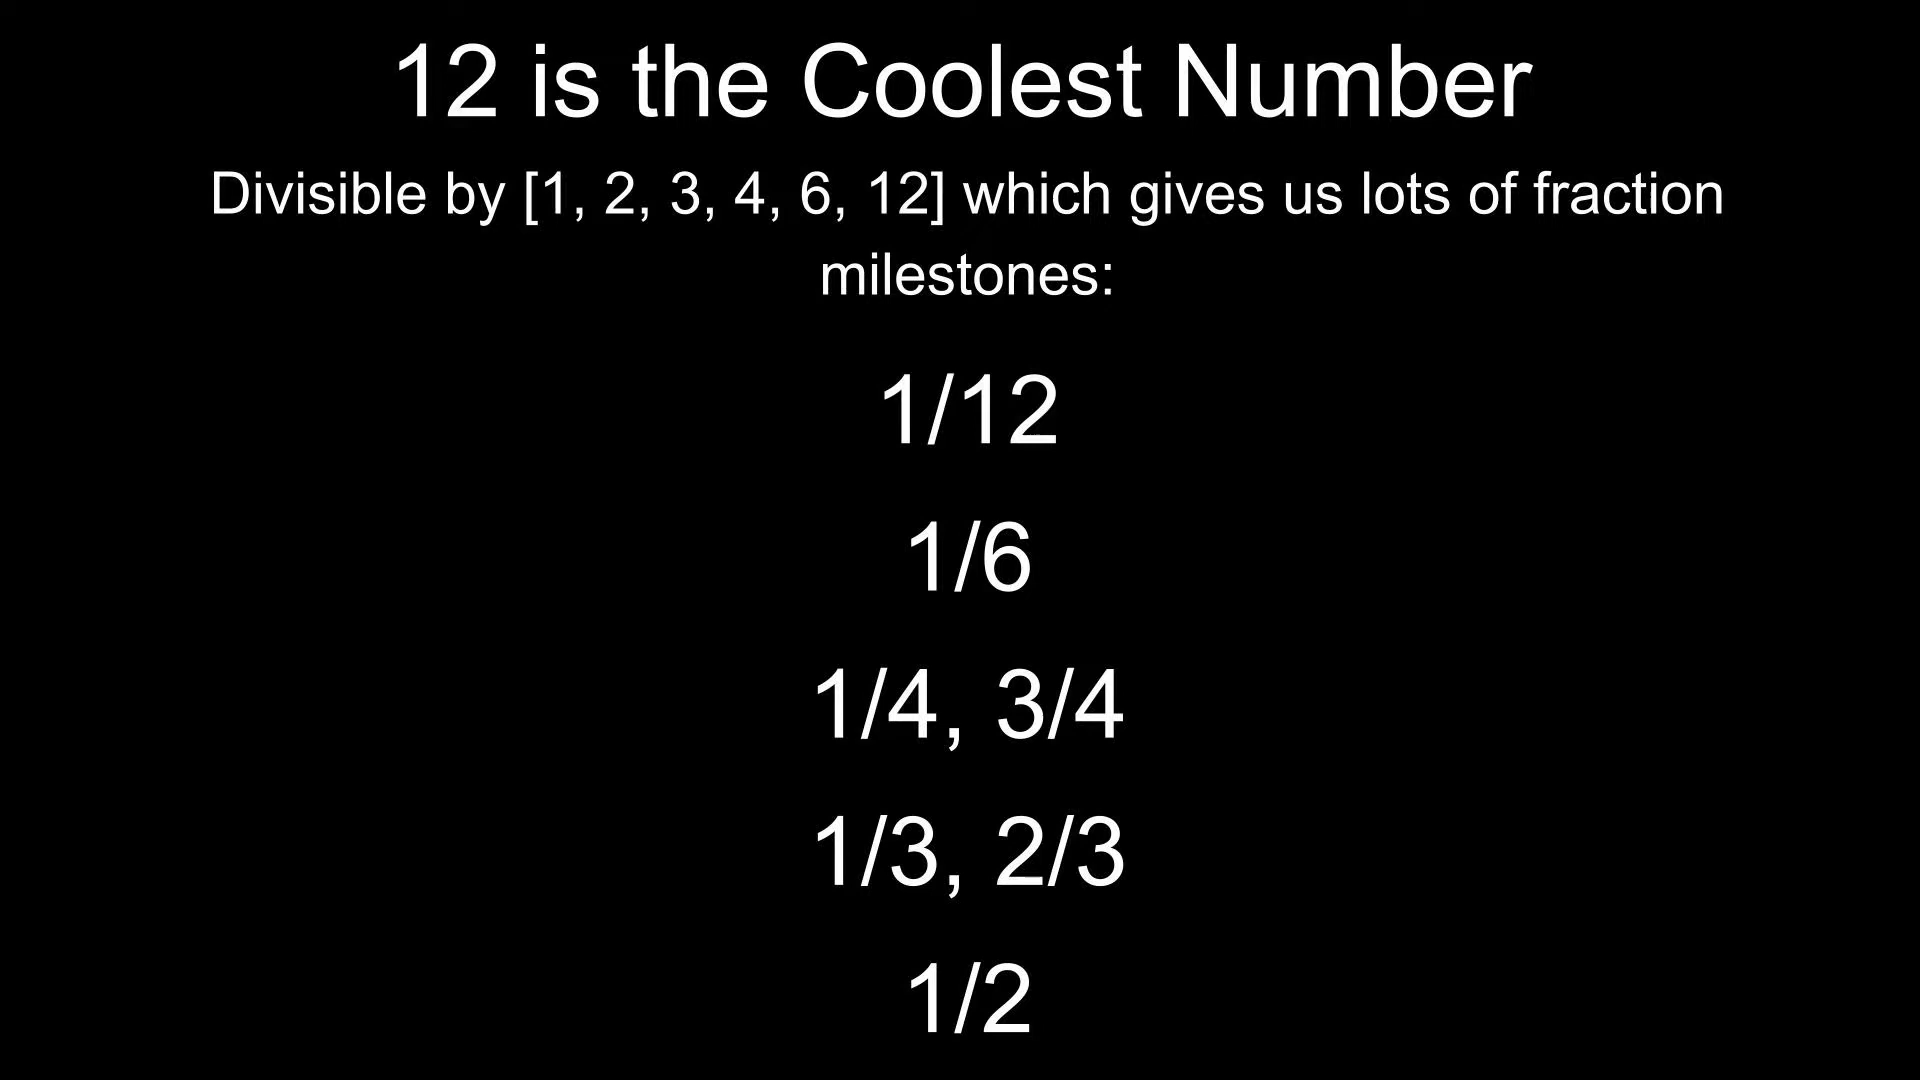 12 is the Coolest Number
Divisible by [1, 2, 3, 4, 6, 12] which gives us lots of fraction
milestones:
1/12
1/6
1/4, 3/4
1/3, 2/3
1/2